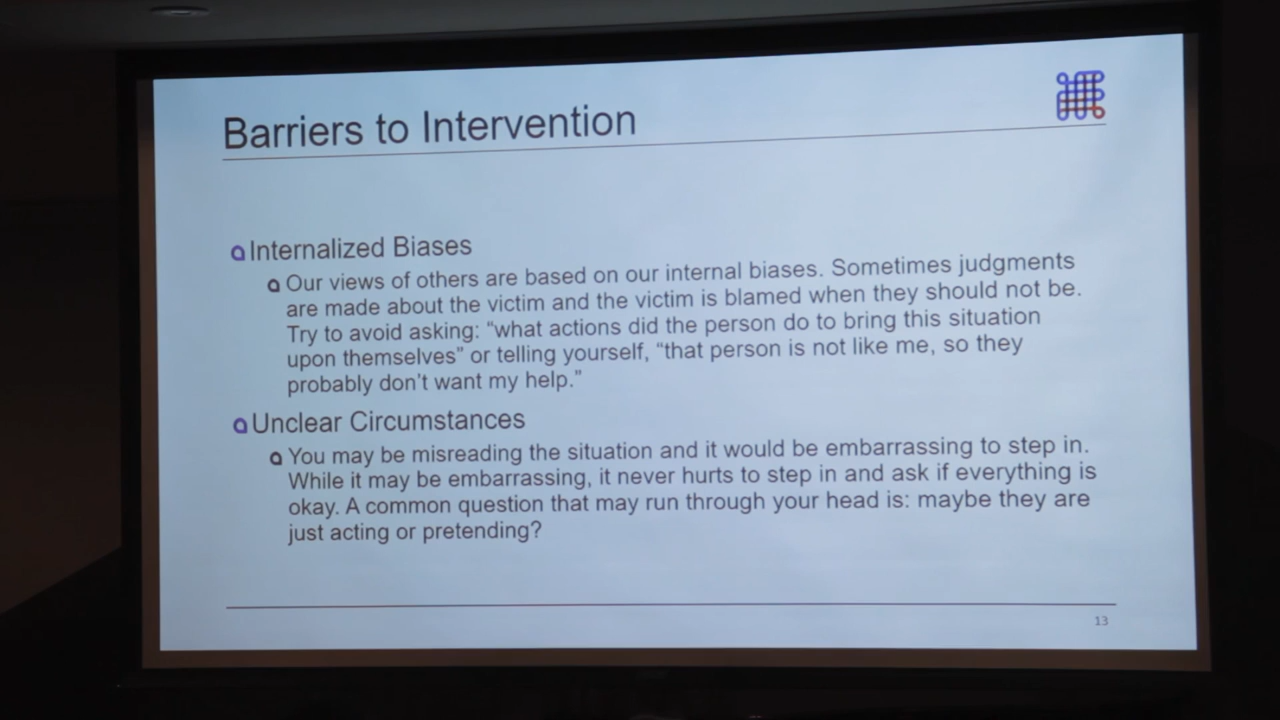 Barriers to Intervention
Internalized Biases
Our views of others are based on our internal biases. Sometimes judgments
are made about the victim and the victim is blamed when they should not be.
Try to avoid asking: “what actions did the person do to bring this situation
upon themselves” or telling yourself, “that person is not like me, so they
probably don’t want my help.”
Unclear Circumstances
You may be misreading the situation and it would be embarrassing to step in.
While it may be embarrassing, it never hurts to step in and ask if everything is
okay. A common question that may run through your head is: maybe they are
just acting or pretending?
13